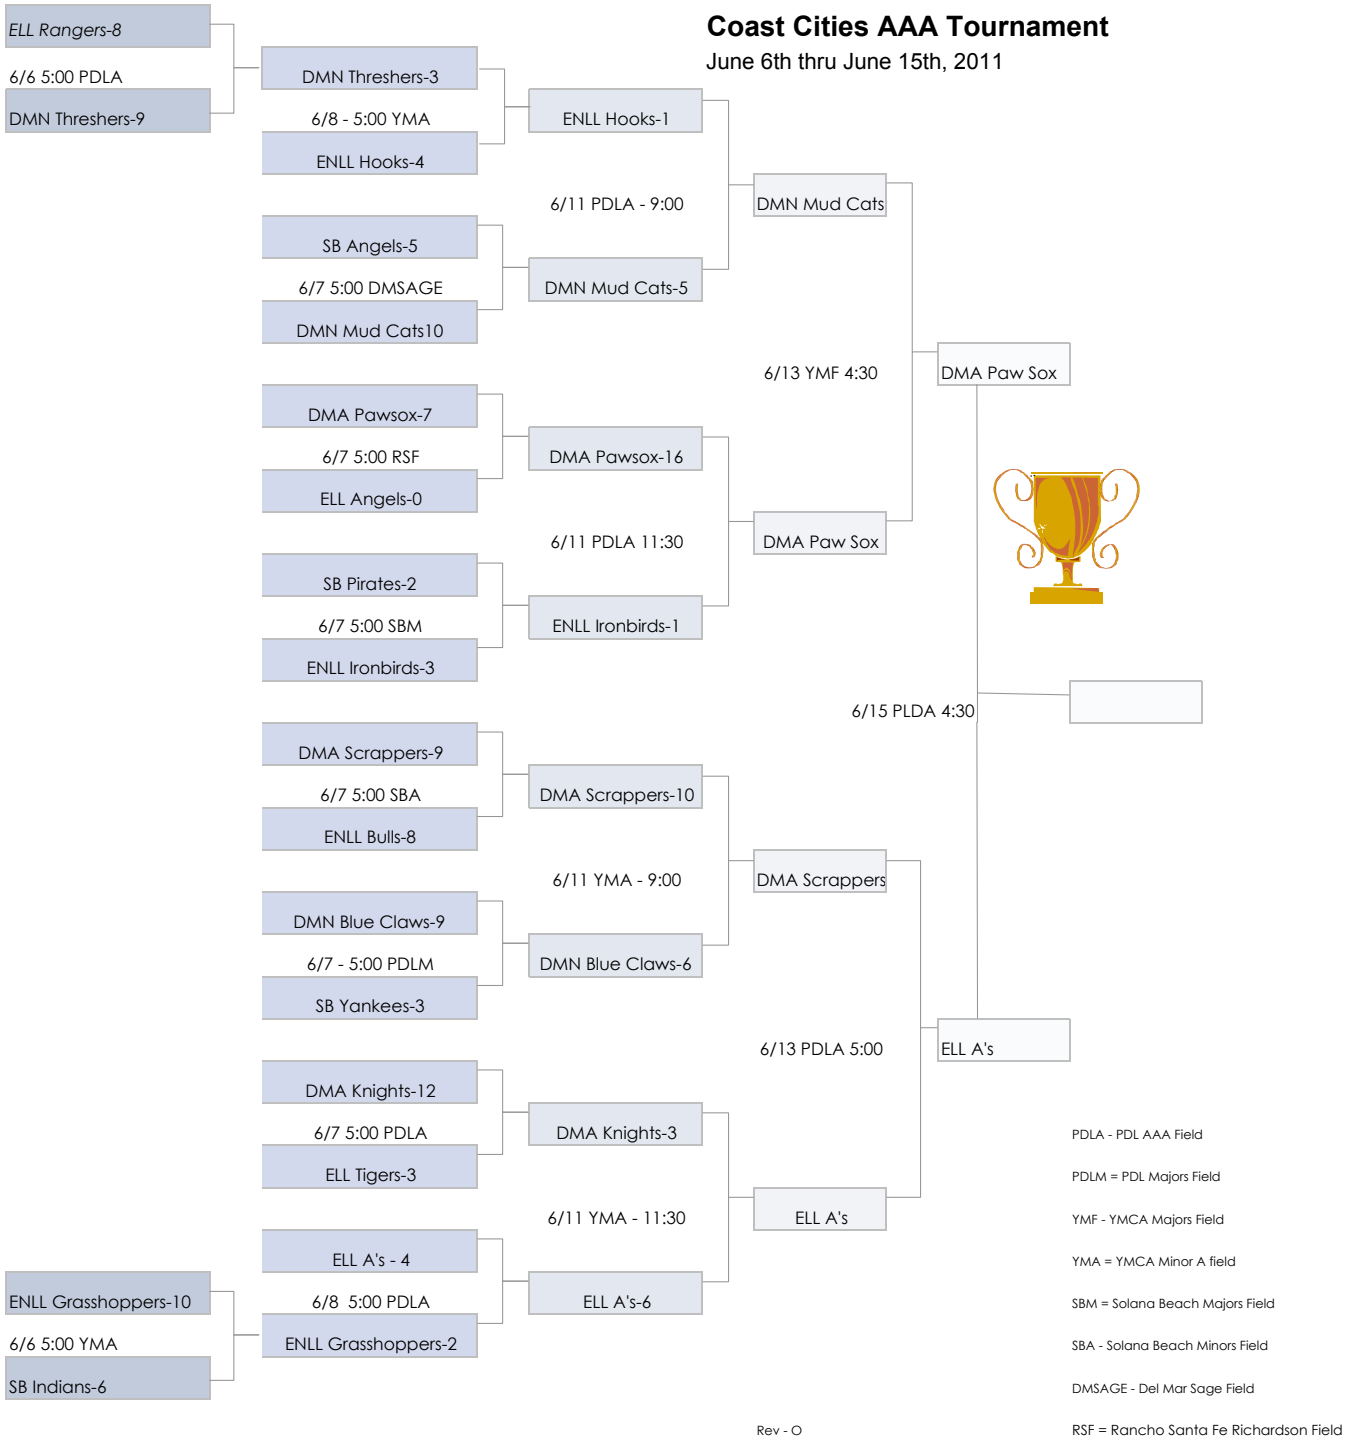 Coast Cities AAA Tournament
June 6th thru June 15th, 2011
ELL Rangers-8
6/6 5:00 PDLA
DMN Threshers-9
DMN Threshers-3
6/8 - 5:00 YMA
ENLL Hooks-4
ENLL Hooks-1
6/11 PDLA - 9:00
DMN Mud Cats
SB Angels-5
6/7 5:00 DMSAGE
DMN Mud Cats10
DMN Mud Cats-5
6/13 YMF 4:30
DMA Paw Sox
DMA Pawsox-7
6/7 5:00 RSF
ELL Angels-0
DMA Pawsox-16
6/11 PDLA 11:30
DMA Paw Sox
SB Pirates-2
6/7 5:00 SBM
ENLL Ironbirds-3
ENLL Ironbirds-1
6/15 PLDA 4:30
DMA Scrappers-9
6/7 5:00 SBA
ENLL Bulls-8
DMA Scrappers-10
6/11 YMA - 9:00
DMA Scrappers
DMN Blue Claws-9
6/7 - 5:00 PDLM
SB Yankees-3
DMN Blue Claws-6
6/13 PDLA 5:00
ELL A's
DMA Knights-12
6/7 5:00 PDLA
ELL Tigers-3
DMA Knights-3
6/11 YMA - 11:30
ELL A's
ELL A's - 4
6/8  5:00 PDLA
ENLL Grasshoppers-2
ELL A's-6
ENLL Grasshoppers-10
6/6 5:00 YMA
SB Indians-6
PDLA - PDL AAA Field
PDLM = PDL Majors Field
YMF - YMCA Majors Field
YMA = YMCA Minor A field
SBM = Solana Beach Majors Field
SBA - Solana Beach Minors Field
DMSAGE - Del Mar Sage Field
Rev - O
RSF = Rancho Santa Fe Richardson Field